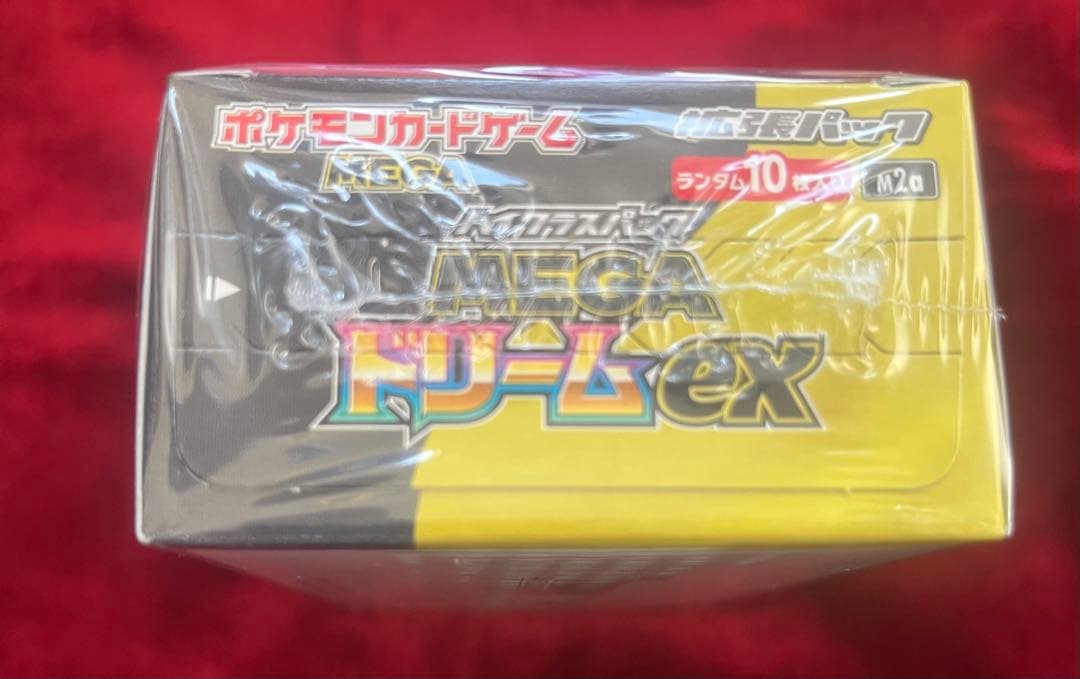 ポケモンカードゲーム
MEGA
拡張パック
ランダム10枚入り
M2a
ハイクラスパック
MEGA
ドリームex